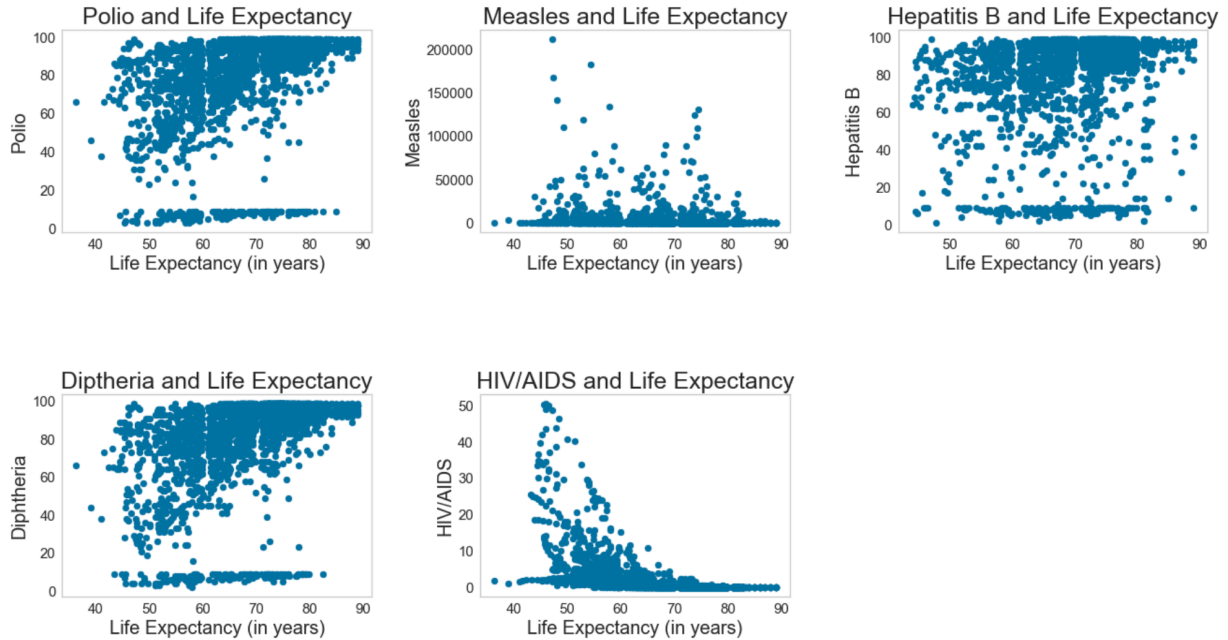 Polio and Life Expectancy
100
80
60
40
20
0
Polio
40 50 60 70 80 90
Life Expectancy (in years)
Measles and Life Expectancy
200000
150000
100000
50000
0
Measles
50 60 70 80 90
40
Life Expectancy (in years)
Hepatitis B and Life Expectancy
100
80
60
40
20
0
Hepatitis B
50 60 70 80 90
Life Expectancy (in years)
Diptheria and Life Expectancy
100
80
60
40
20
0
Diphtheria
40 50 60 70 80 90
Life Expectancy (in years)
HIV/AIDS and Life Expectancy
50
40
30
20
10
0
HIV/AIDS
40 50 60 70 80 90
Life Expectancy (in years)